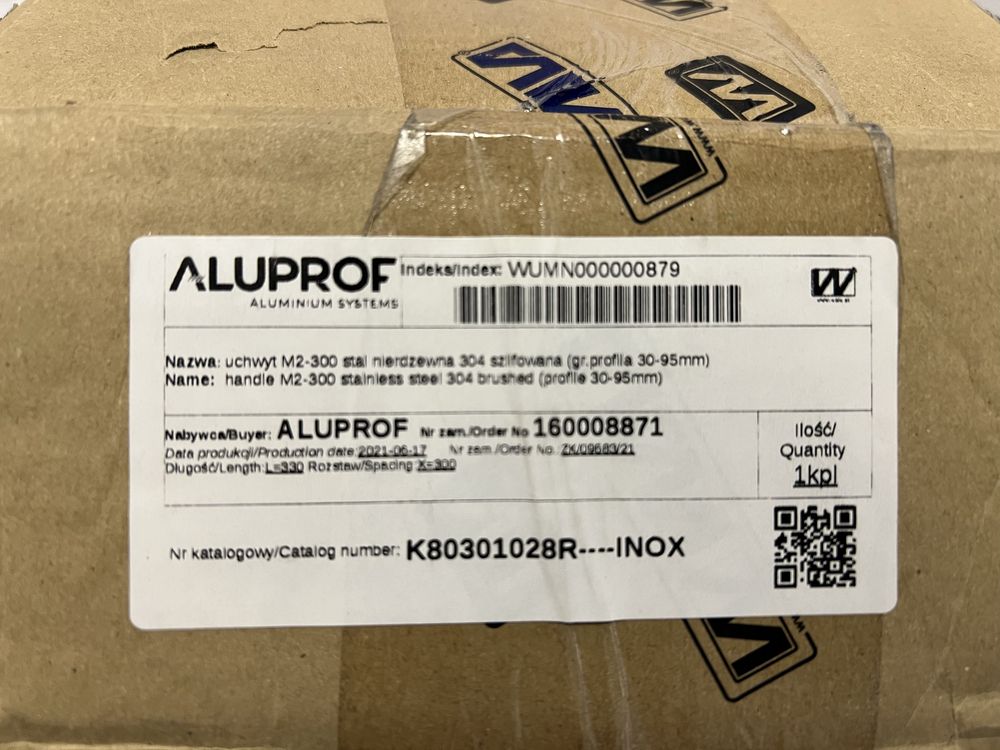 ALUPROF
ALUMINIUM SYSTEMS
Indeks/Index: WUMN000000879
W
Nazwa: uchwyt M2-300 stal nierdzewna 304 szlifowana (gr.profila 30-95mm)
Name: handle M2-300 stainless steel 304 brushed (profile 30-95mm)
Nabywca/Buyer: ALUPROF Nr zam./Order No 160008871
Data produkcji/Production date: 2021-06-17 Nr zam./Order No.: ZK/09583/21
Długość/Length: L=330 Rozstaw/Spacing: X=300
Ilość/
Quantity
1kpl
Nr katalogowy/Catalog number: K80301028R----INOX